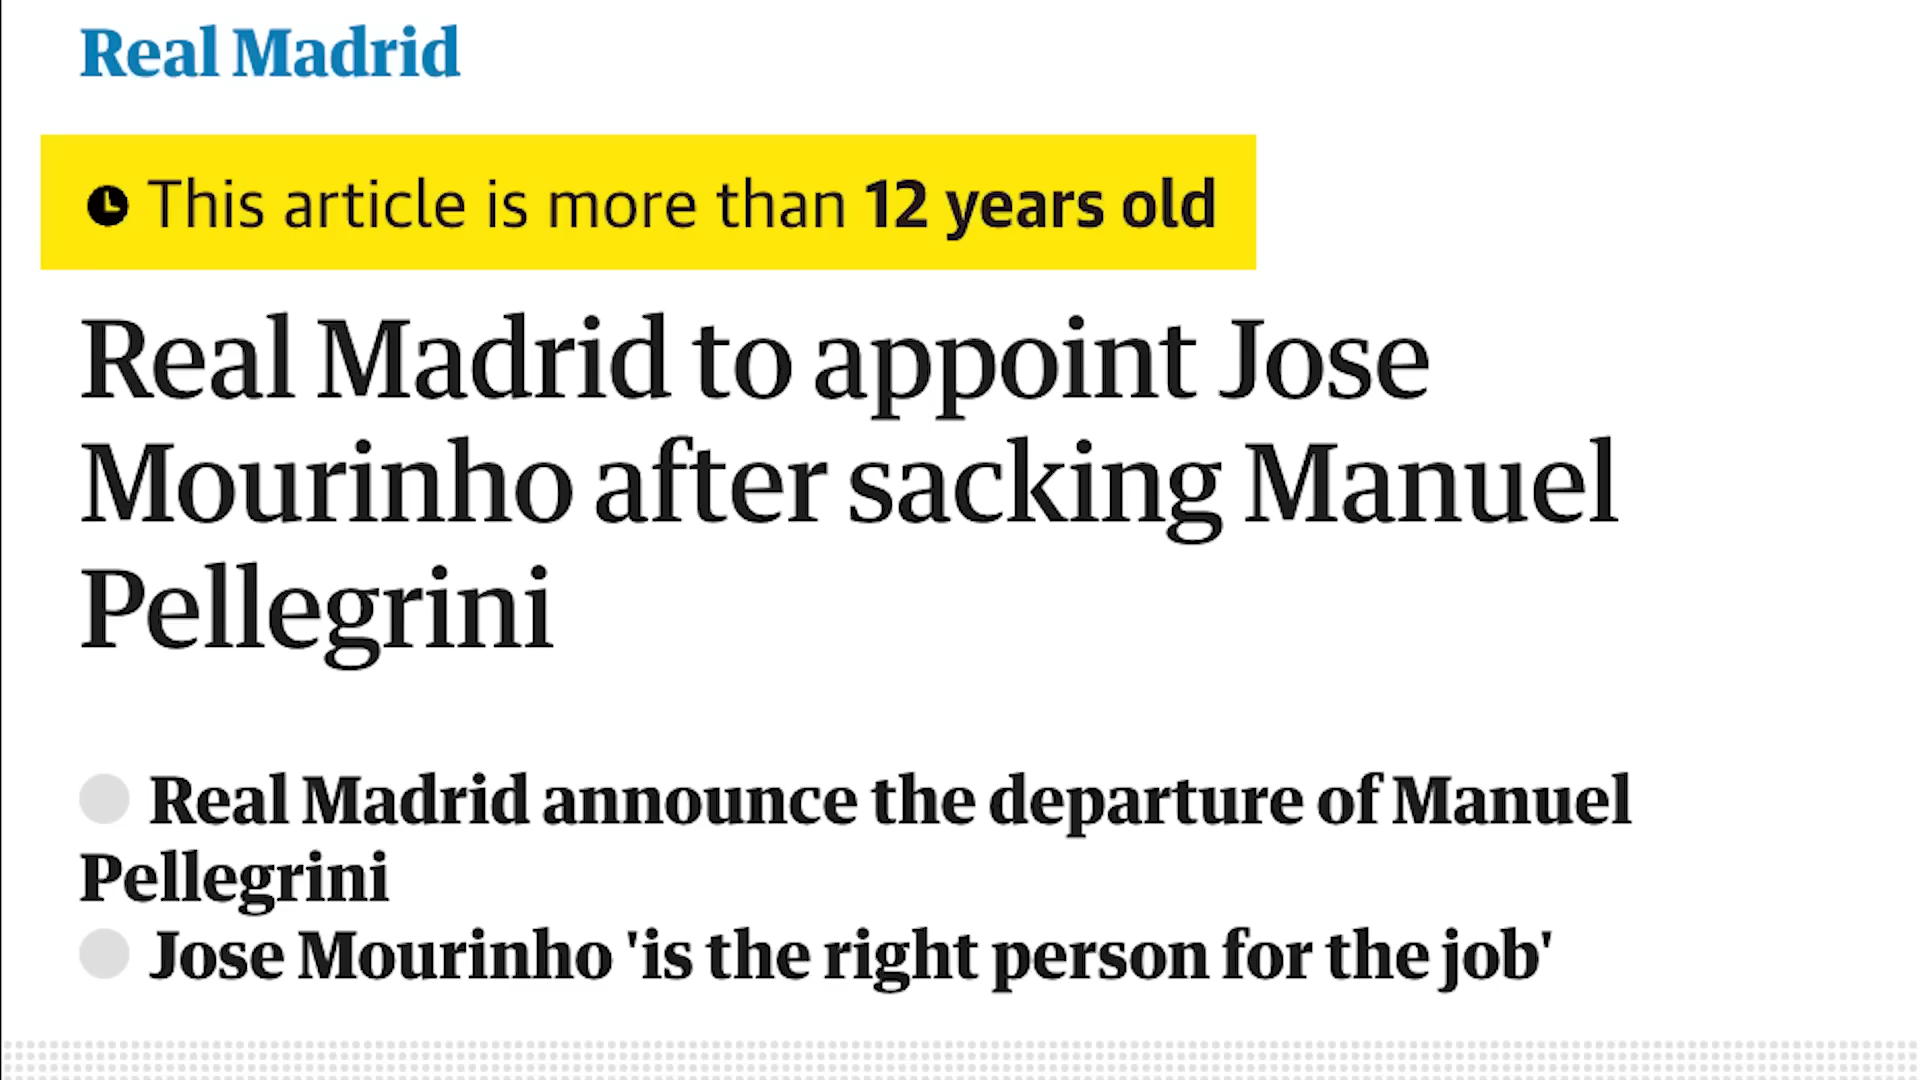 Real Madrid
This article is more than 12 years old
Real Madrid to appoint Jose
Mourinho after sacking Manuel
Pellegrini
Real Madrid announce the departure of Manuel
Pellegrini
Jose Mourinho 'is the right person for the job'